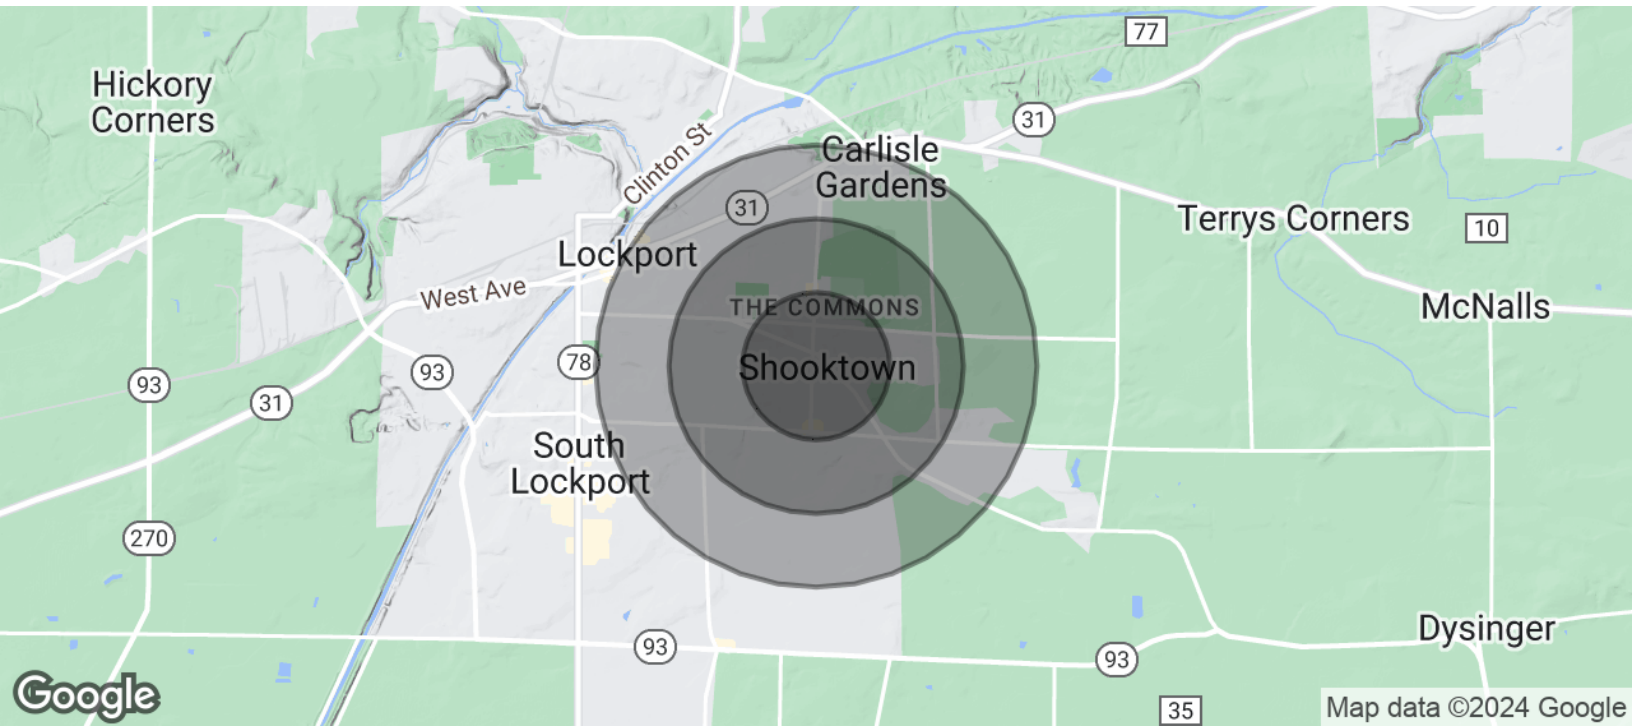 77
Hickory
Corners
31
Clinton St
Carlisle
Gardens
31
Terrys Corners
10
Lockport
West Ave
THE COMMONS
McNalls
78
Shooktown
93
93
31
South
Lockport
270
Dysinger
93
93
Google
35
Map data ©2024 Google